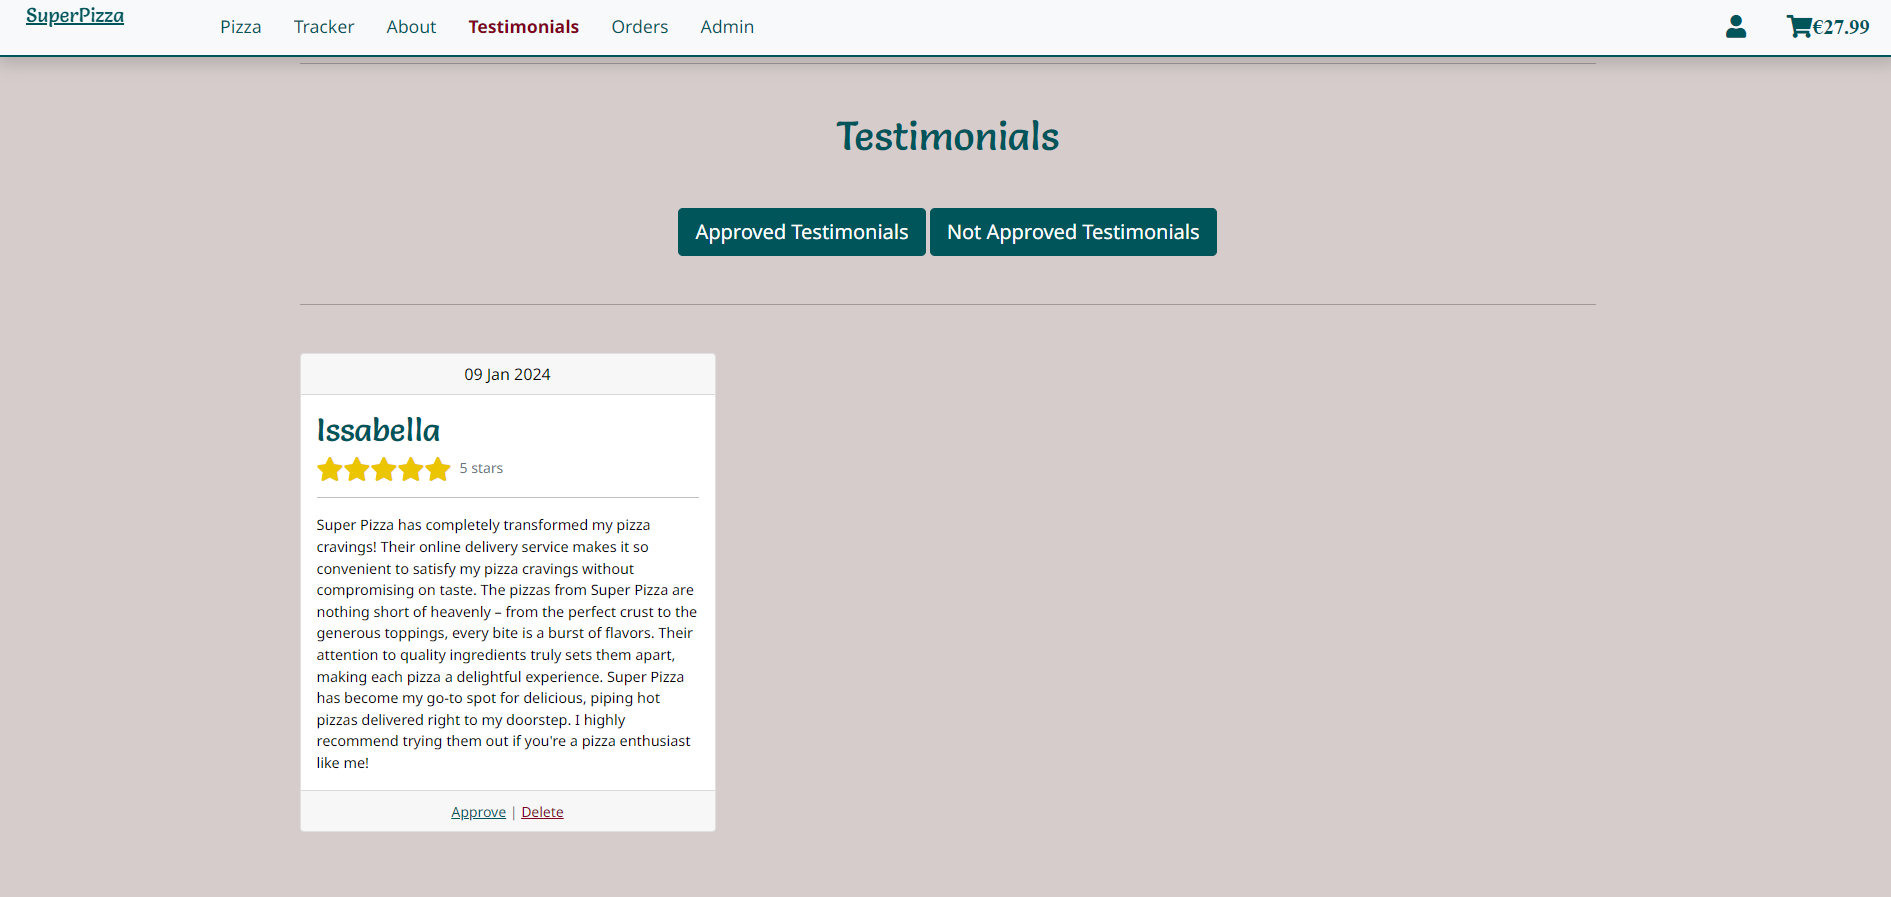 SuperPizza
Pizza Tracker About Testimonials Orders Admin
€27.99
Testimonials
Approved Testimonials Not Approved Testimonials
09 Jan 2024
Issabella
5 stars
Super Pizza has completely transformed my pizza
cravings! Their online delivery service makes it so
convenient to satisfy my pizza cravings without
compromising on taste. The pizzas from Super Pizza are
nothing short of heavenly – from the perfect crust to the
generous toppings, every bite is a burst of flavors. Their
attention to quality ingredients truly sets them apart,
making each pizza a delightful experience. Super Pizza
has become my go-to spot for delicious, piping hot
pizzas delivered right to my doorstep. I highly
recommend trying them out if you're a pizza enthusiast
like me!
Approve | Delete